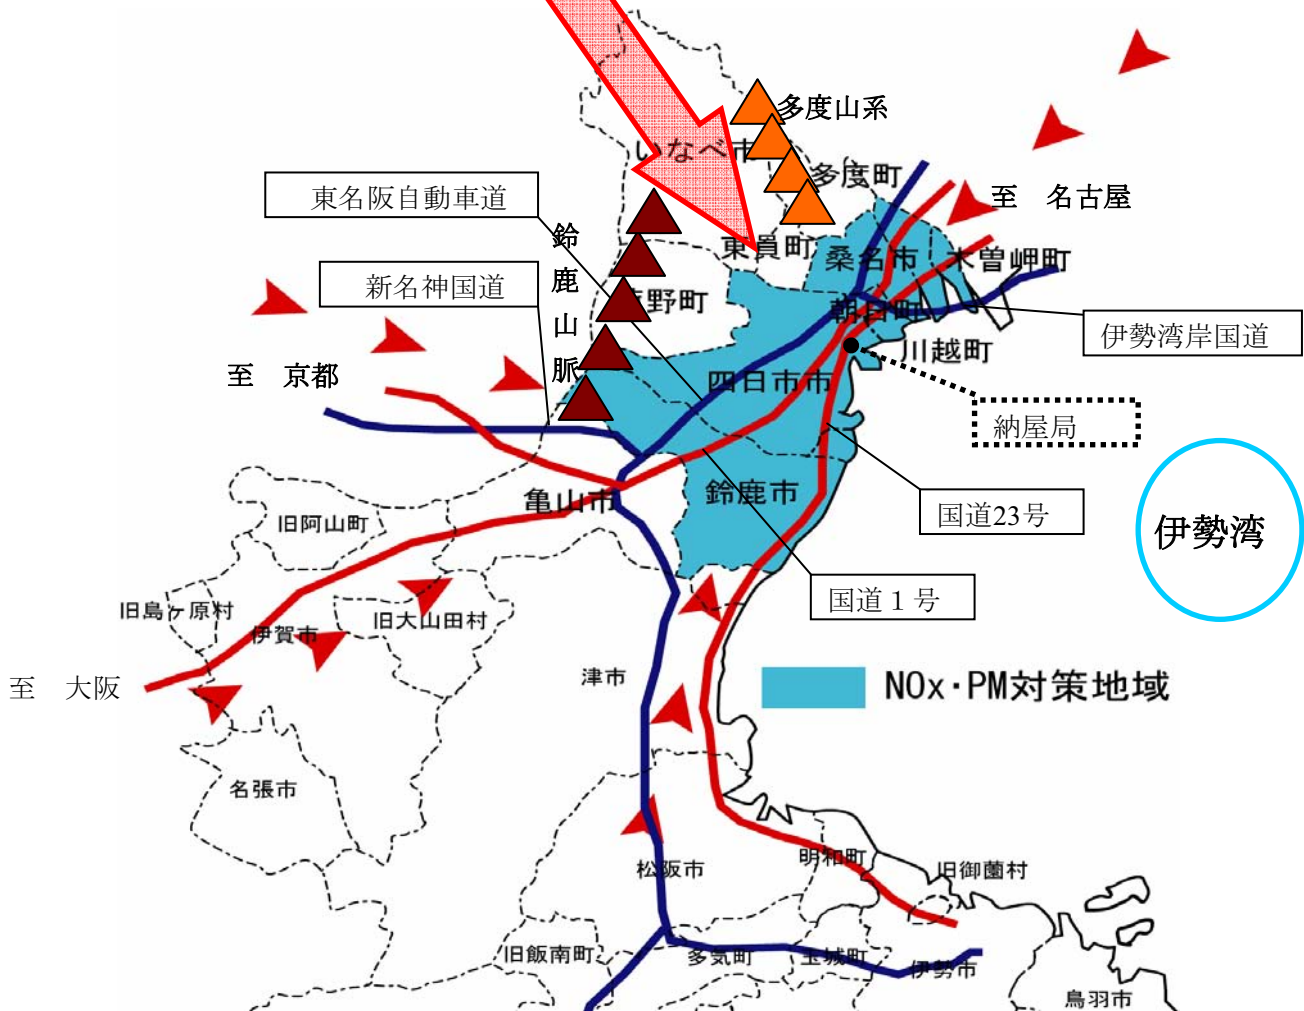 多度山系
いなべ市
多度町
東名阪自動車道
至 名古屋
鈴鹿山脈
東員町
桑名市
木曽岬町
新名神国道
野町
朝日町
伊勢湾岸国道
川越町
至 京都
四日市市
納屋局
亀山市
鈴鹿市
国道23号
伊勢湾
旧阿山町
国道1号
旧島ヶ原村
伊賀市
旧大山田村
至 大阪
津市
NOx・PM対策地域
名張市
松阪市
明和町
旧御薗村
旧飯南町
多気町
玉城町
伊勢市
鳥羽市